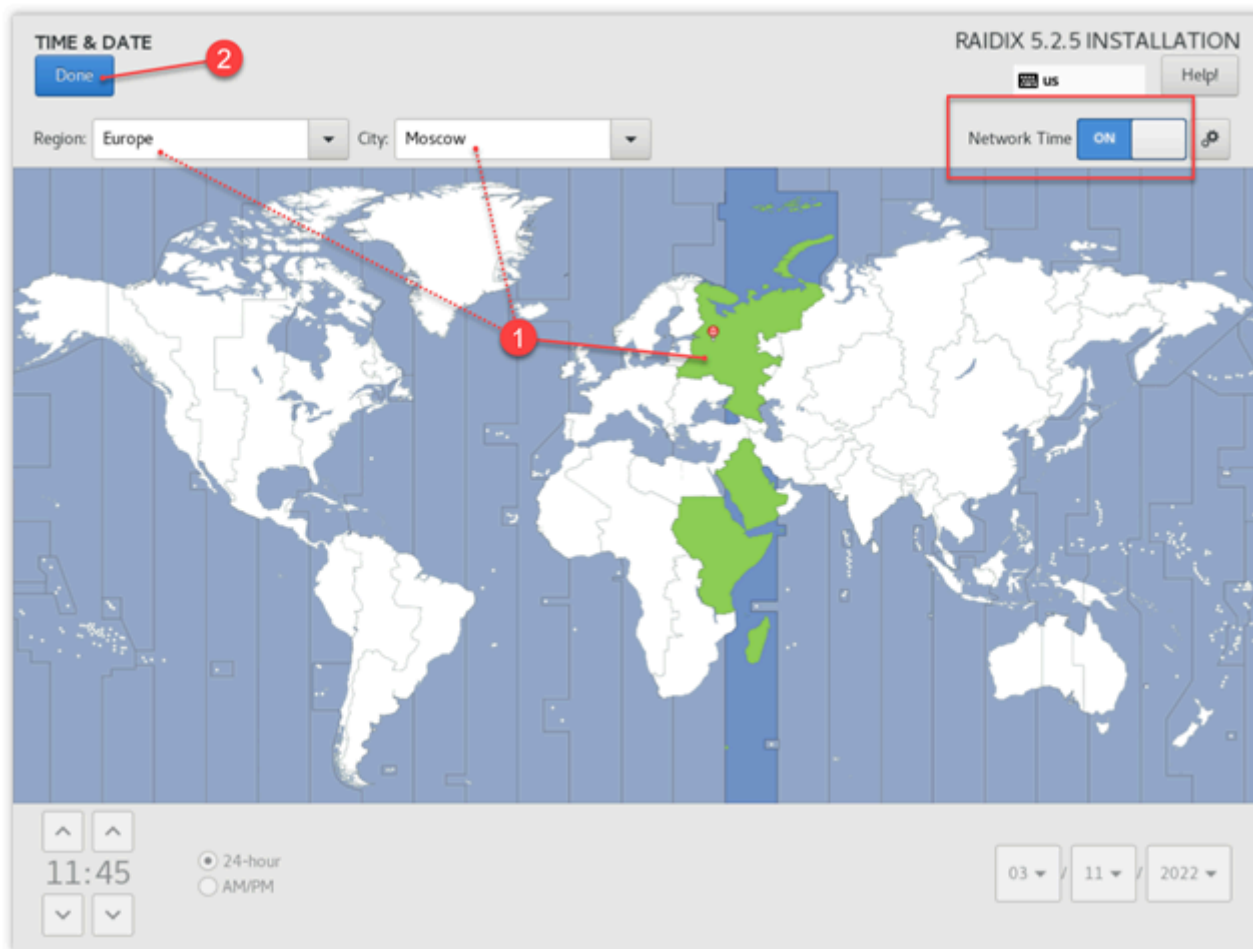 TIME & DATE
RAIDIX 5.2.5 INSTALLATION
Done
2
us
Help!
Region:
Europe
City:
Moscow
Network Time
ON
1
11:45
24-hour
AM/PM
03 / 11 / 2022